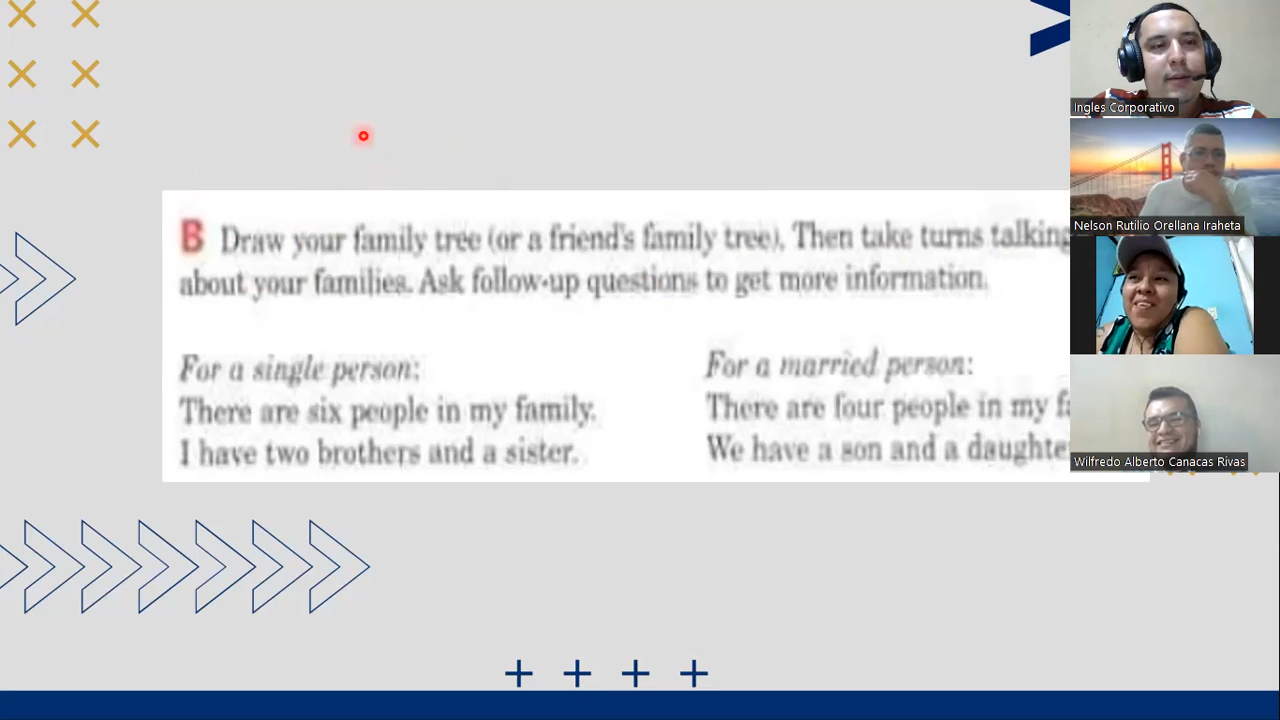 B Draw your family tree (or a friend's family tree). Then take turns talking
about your families. Ask follow-up questions to get more information.
For a single person:
There are six people in my family.
I have two brothers and a sister.
For a married person:
There are four people in my
We have a son and a
Ingles Corporativo
Nelson Rutilio Orellana Iraheta
Wilfredo Alberto Canacas Rivas